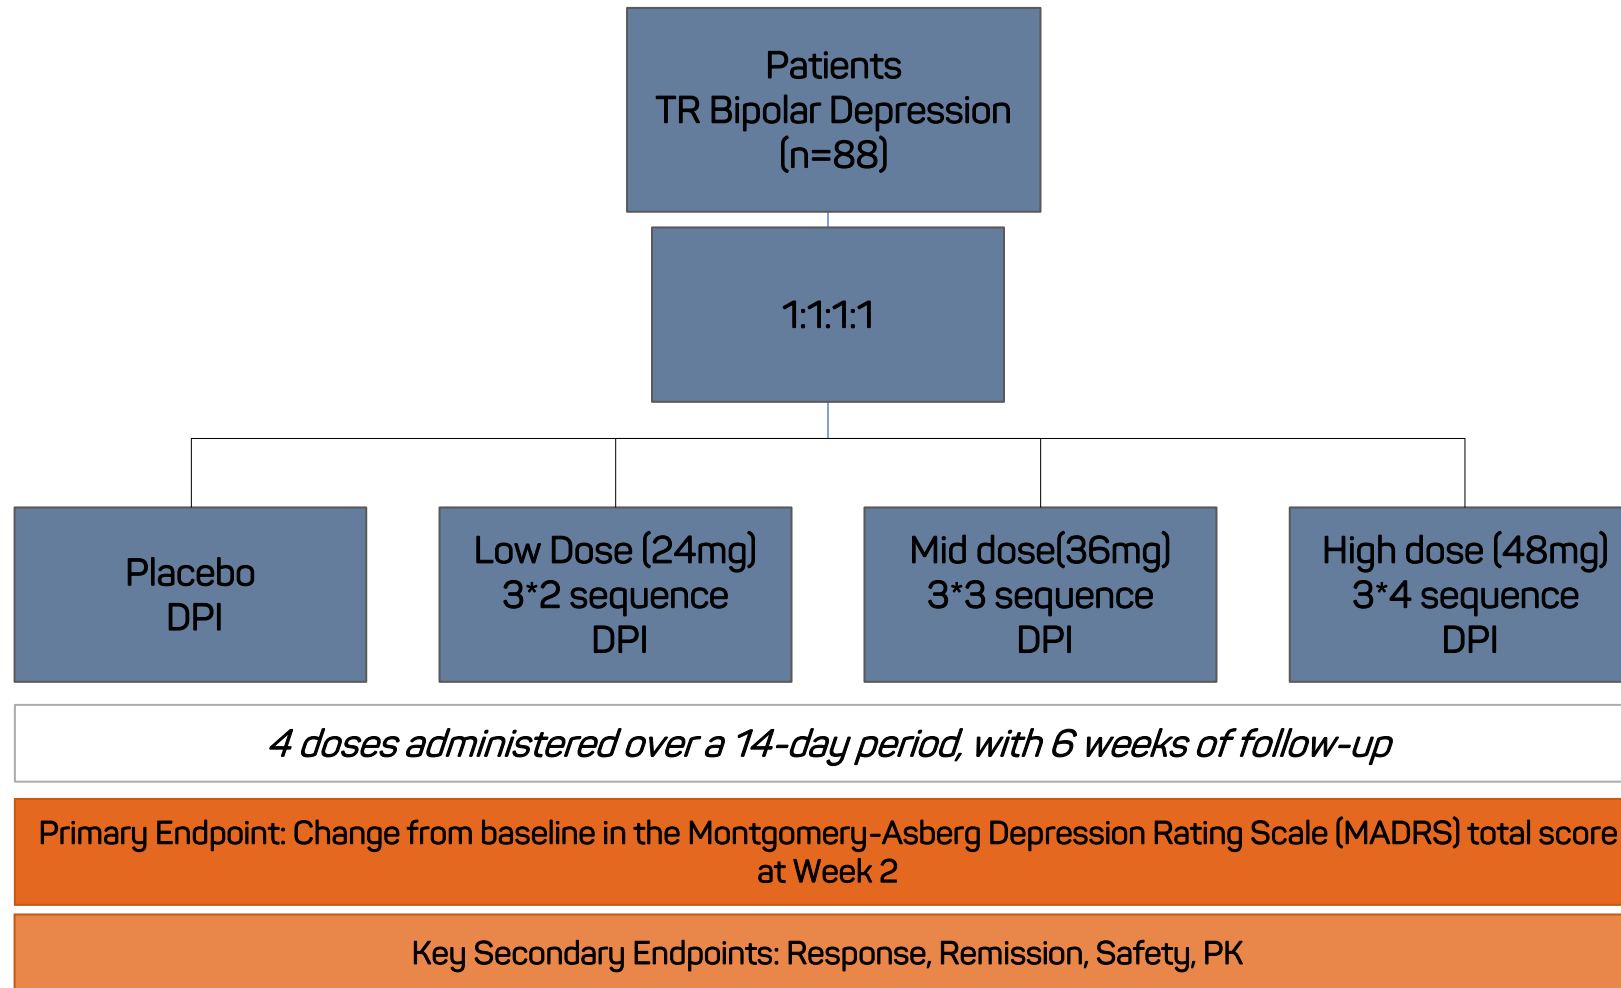 Patients
TR Bipolar Depression
(n=88)
1:1:1:1
Placebo
DPI
Low Dose (24mg)
3*2 sequence
DPI
Mid dose(36mg)
3*3 sequence
DPI
High dose (48mg)
3*4 sequence
DPI
4 doses administered over a 14-day period, with 6 weeks of follow-up
Primary Endpoint: Change from baseline in the Montgomery-Asberg Depression Rating Scale (MADRS) total score
at Week 2
Key Secondary Endpoints: Response, Remission, Safety, PK